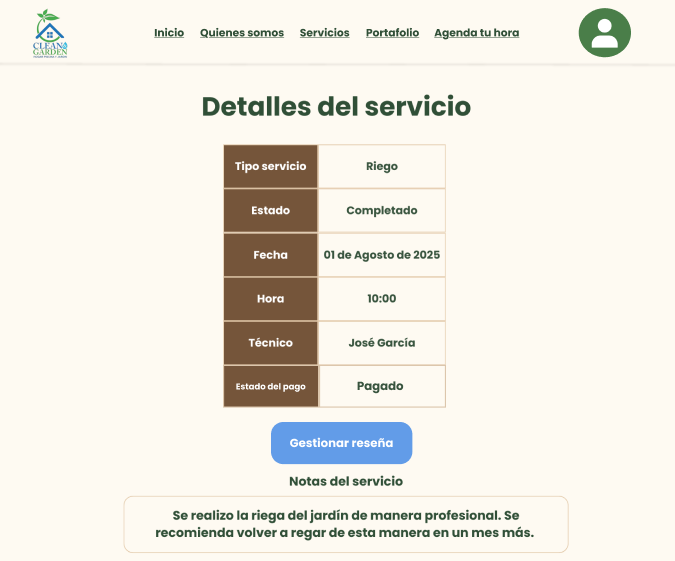 CLEAN
GARDEN
Inicio Quienes somos Servicios Portafolio Agenda tu hora
Detalles del servicio
Tipo servicio Riego
Estado Completado
Fecha 01 de Agosto de 2025
Hora 10:00
Técnico José García
Estado del pago Pagado
Gestionar reseña
Notas del servicio
Se realizo la riega del jardín de manera profesional. Se
recomienda volver a regar de esta manera en un mes más.